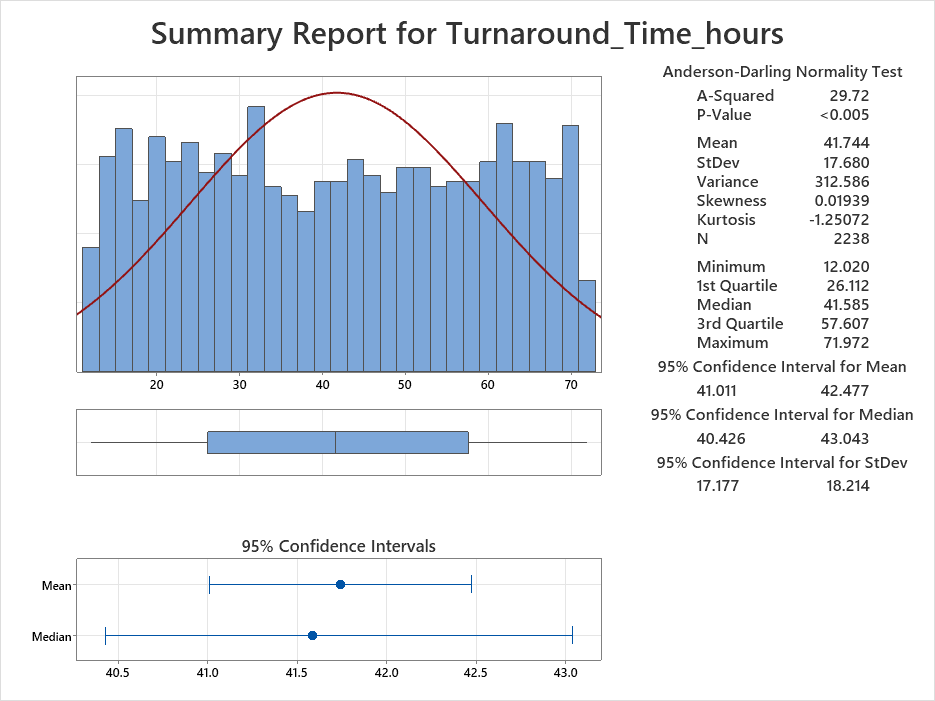 Summary Report for Turnaround_Time_hours
20 30 40 50 60 70
95% Confidence Intervals
Mean
Median
40.5 41.0 41.5 42.0 42.5 43.0
Anderson-Darling Normality Test
A-Squared 29.72
P-Value <0.005
Mean 41.744
StDev 17.680
Variance 312.586
Skewness 0.01939
Kurtosis -1.25072
N 2238
Minimum 12.020
1st Quartile 26.112
Median 41.585
3rd Quartile 57.607
Maximum 71.972
95% Confidence Interval for Mean
41.011 42.477
95% Confidence Interval for Median
40.426 43.043
95% Confidence Interval for StDev
17.177 18.214